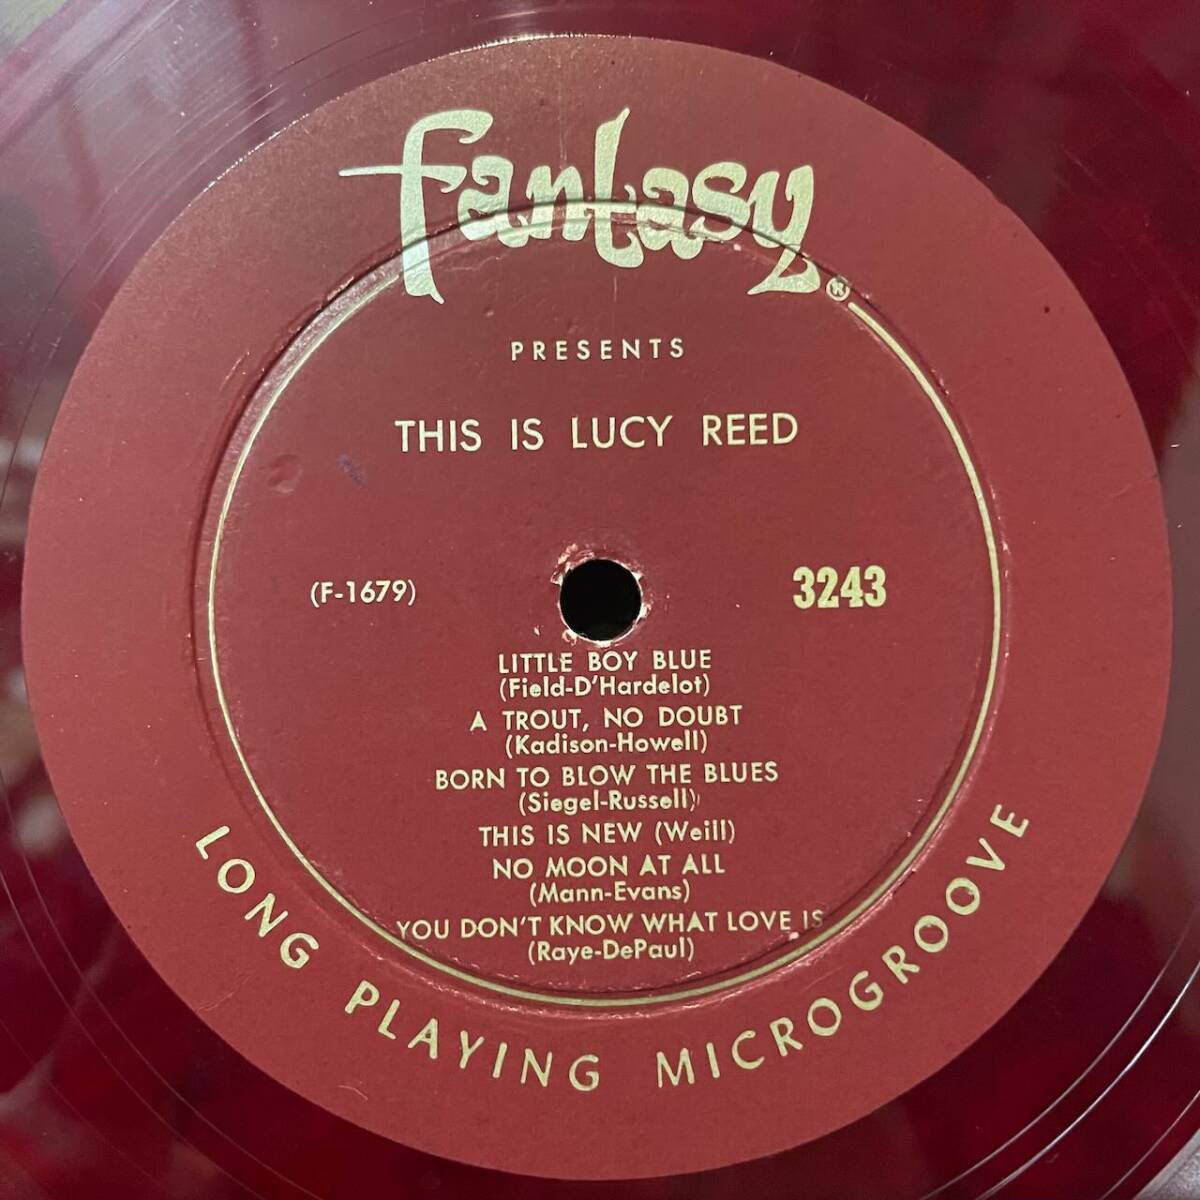 Fantasy®
PRESENTS
THIS IS LUCY REED
(F-1679)
3243
LITTLE BOY BLUE
(Field-D'Hardelot)
A TROUT, NO DOUBT
(Kadison-Howell)
BORN TO BLOW THE BLUES
(Siegel-Russell)
THIS IS NEW (Weill)
NO MOON AT ALL
(Mann-Evans)
YOU DON'T KNOW WHAT LOVE IS
(Raye-DePaul)
LONG PLAYING MICROGROOVE